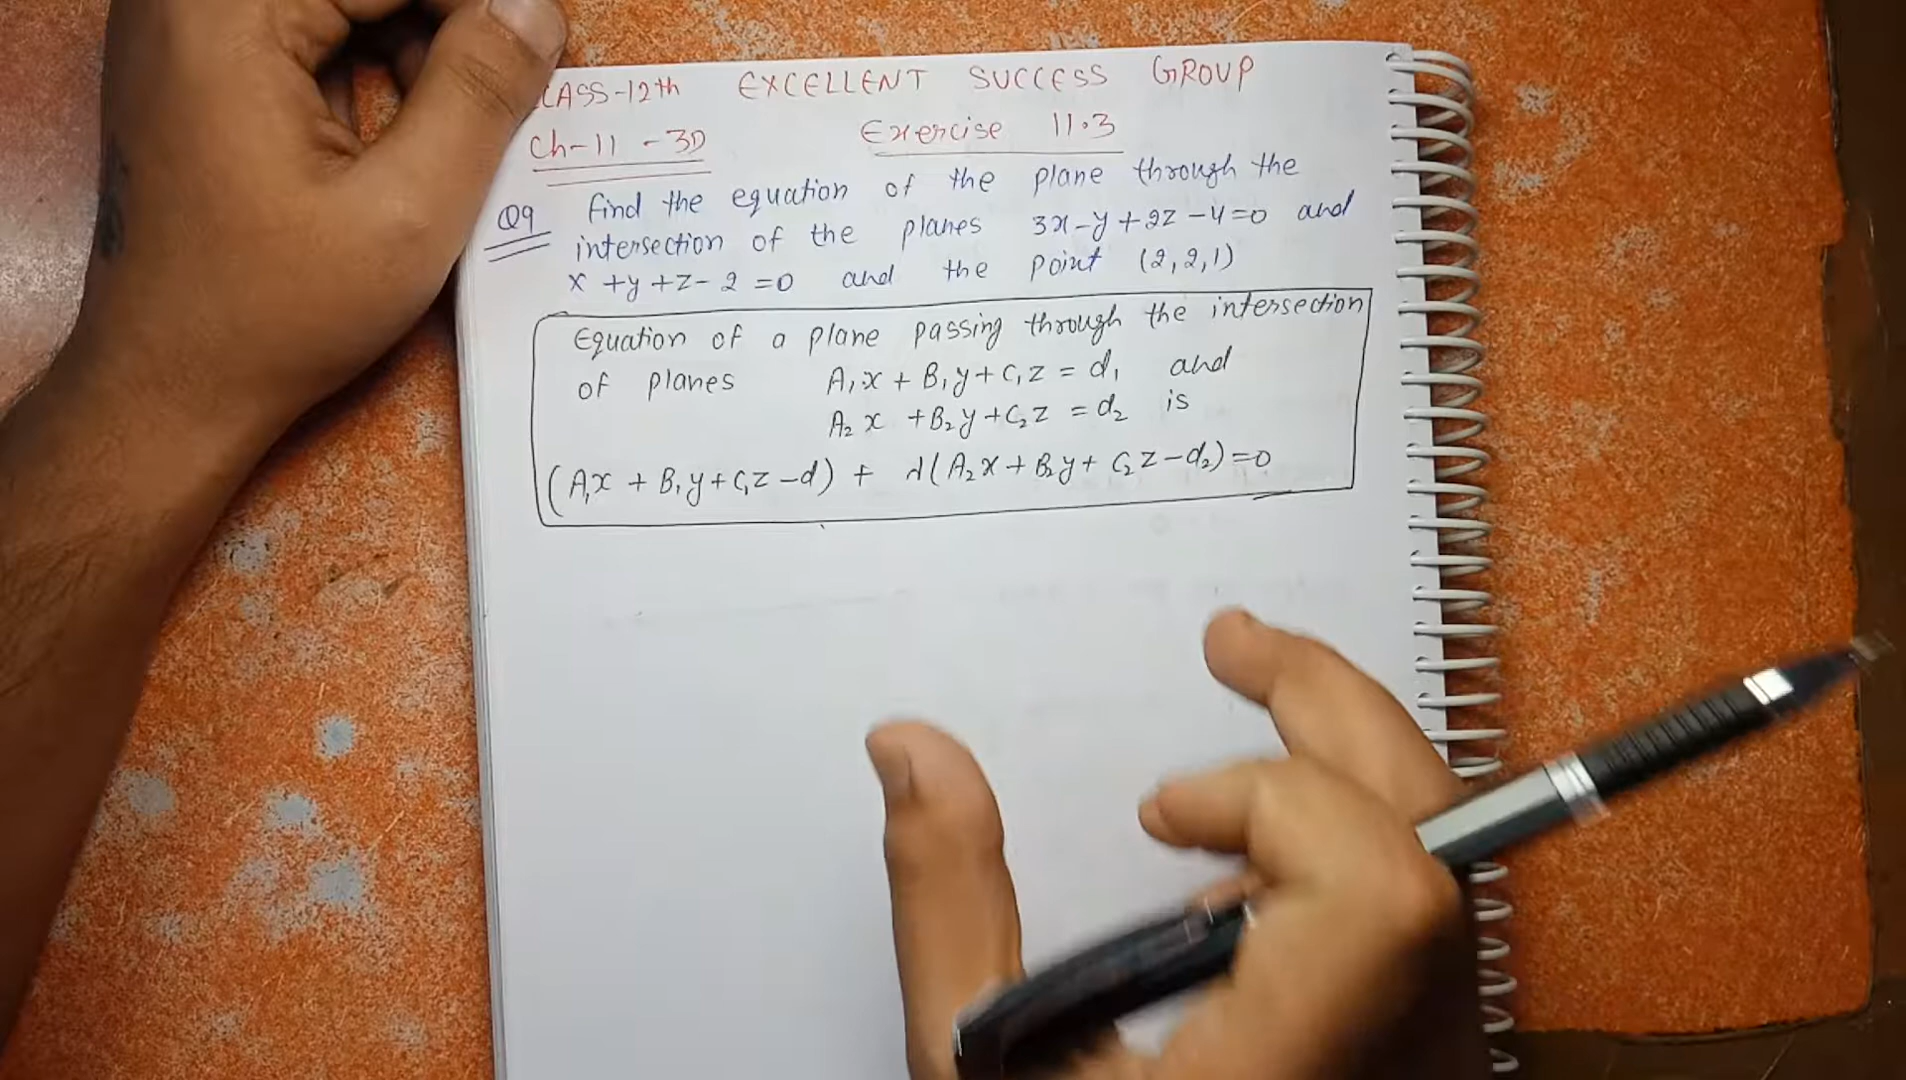 CASS-12th EXCELLENT SUCCESS GROUP
Ch-11 - 3D Exercise 11.3
Q9 find the equation of the plane through the
intersection of the planes 3x-y+2z-4=0 and
x+y+z-2=0 and the point (2,2,1)
Equation of a plane passing through the intersection
of planes A₁x + B₁y + C₁z = d₁ and
A₂x + B₂y + C₂z = d₂ is
(A₁x + B₁y + C₁z - d) + λ(A₂x + B₂y + C₂z - d₂) = 0